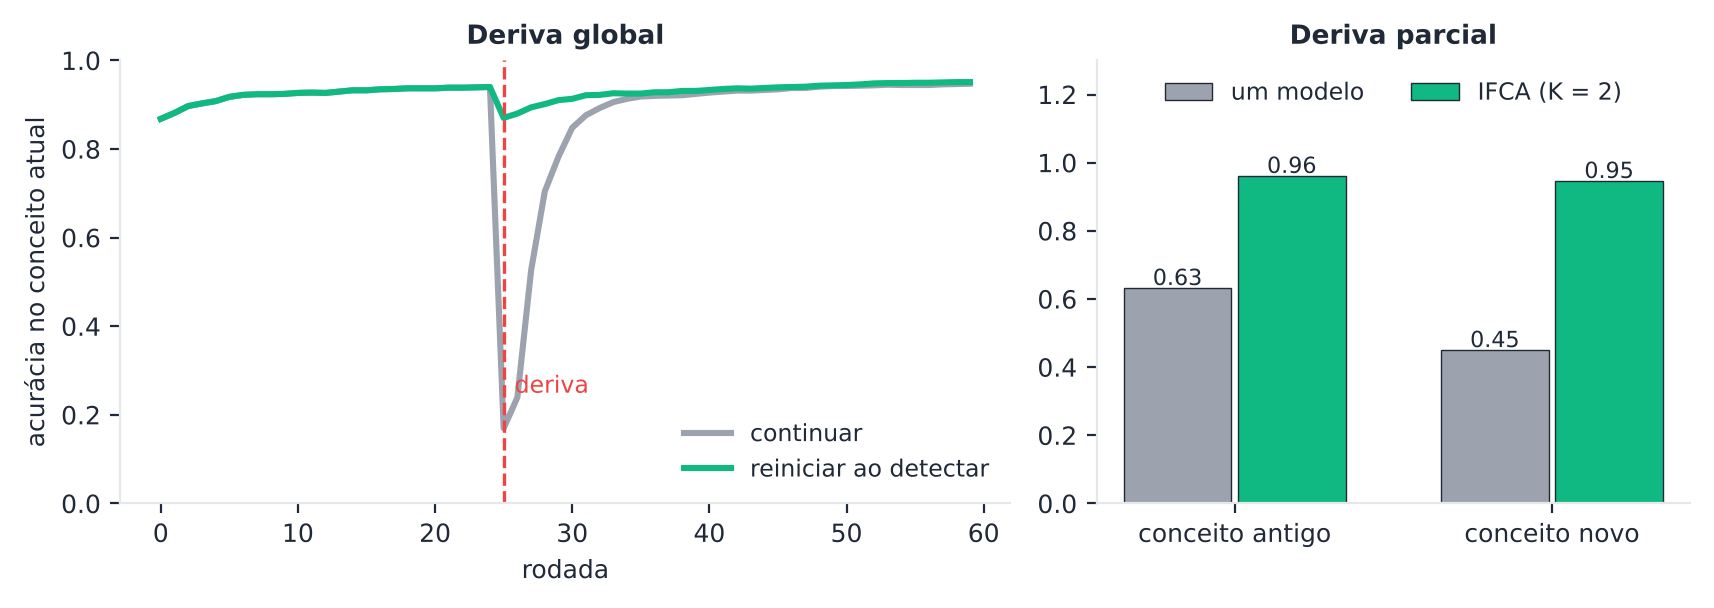 Deriva global
1.0
0.8
0.6
0.4
0.2
0.0
acurácia no conceito atual
deriva
continuar
reiniciar ao detectar
0 10 20 30 40 50 60
rodada
Deriva parcial
1.2
1.0
0.8
0.6
0.4
0.2
0.0
um modelo IFCA (K = 2)
0.63 0.96 0.45 0.95
conceito antigo conceito novo